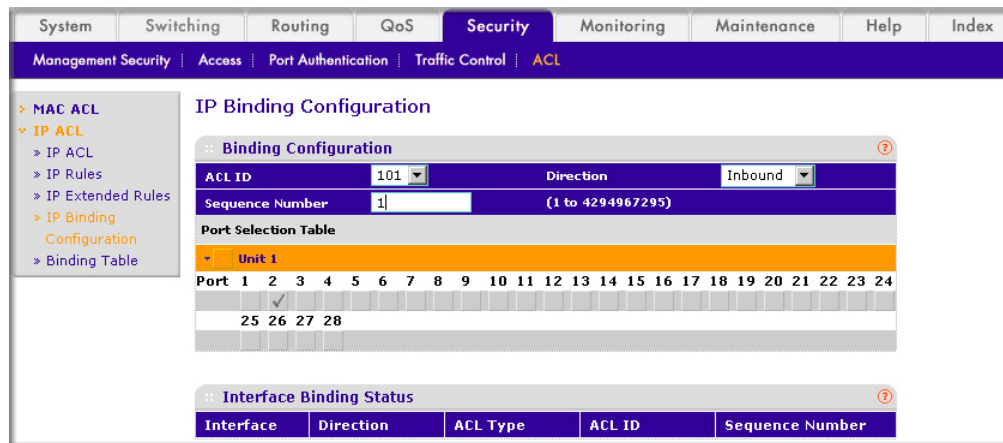 System Switching Routing QoS Security Monitoring Maintenance Help Index
Management Security Access Port Authentication Traffic Control ACL
MAC ACL
IP ACL
» IP ACL
» IP Rules
» IP Extended Rules
» IP Binding
Configuration
» Binding Table
IP Binding Configuration
Binding Configuration ?
ACL ID 101 Direction Inbound
Sequence Number 1 (1 to 4294967295)
Port Selection Table
Unit 1
Port 1 2 3 4 5 6 7 8 9 10 11 12 13 14 15 16 17 18 19 20 21 22 23 24
25 26 27 28
Interface Binding Status ?
Interface Direction ACL Type ACL ID Sequence Number